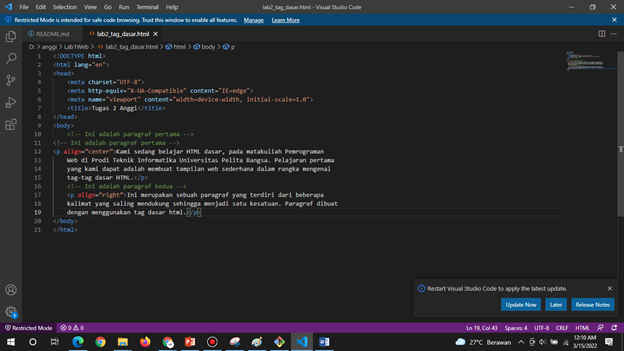 File Edit Selection View Go Run Terminal Help
lab2_tag_dasar.html - Visual Studio Code
Restricted Mode is intended for safe code browsing. Trust this window to enable all features. Manage Learn More
README.md lab2_tag_dasar.html
D: > anggi > Lab1Web > lab2_tag_dasar.html > html > body > p
1 <!DOCTYPE html>
2 <html lang="en">
3 <head>
4 <meta charset="UTF-8">
5 <meta http-equiv="X-UA-Compatible" content="IE=edge">
6 <meta name="viewport" content="width=device-width, initial-scale=1.0">
7 <title>Tugas 2 Anggi</title>
8 </head>
9 <body>
10 <!-- Ini adalah paragraf pertama -->
11 <!-- Ini adalah paragraf pertama -->
12 <p align="center">Kami sedang belajar HTML dasar, pada matakuliah Pemrograman
13 Web di Prodi Teknik Informatika Universitas Pelita Bangsa. Pelajaran pertama
14 yang kami dapat adalah membuat tampilan web sederhana dalam rangka mengenal
15 tag-tag dasar HTML.</p>
16 <!-- Ini adalah paragraf kedua -->
17 <p align="right">Ini merupakan sebuah paragraf yang terdiri dari beberapa
18 kalimat yang saling mendukung sehingga menjadi satu kesatuan. Paragraf dibuat
19 dengan menggunakan tag dasar html.</p>
20 </body>
21 </html>
Restart Visual Studio Code to apply the latest update.
Update Now Later Release Notes
Restricted Mode 0 0 Ln 19, Col 43 Spaces: 4 UTF-8 CRLF HTML
27°C Berawan 12:10 AM
3/15/2022